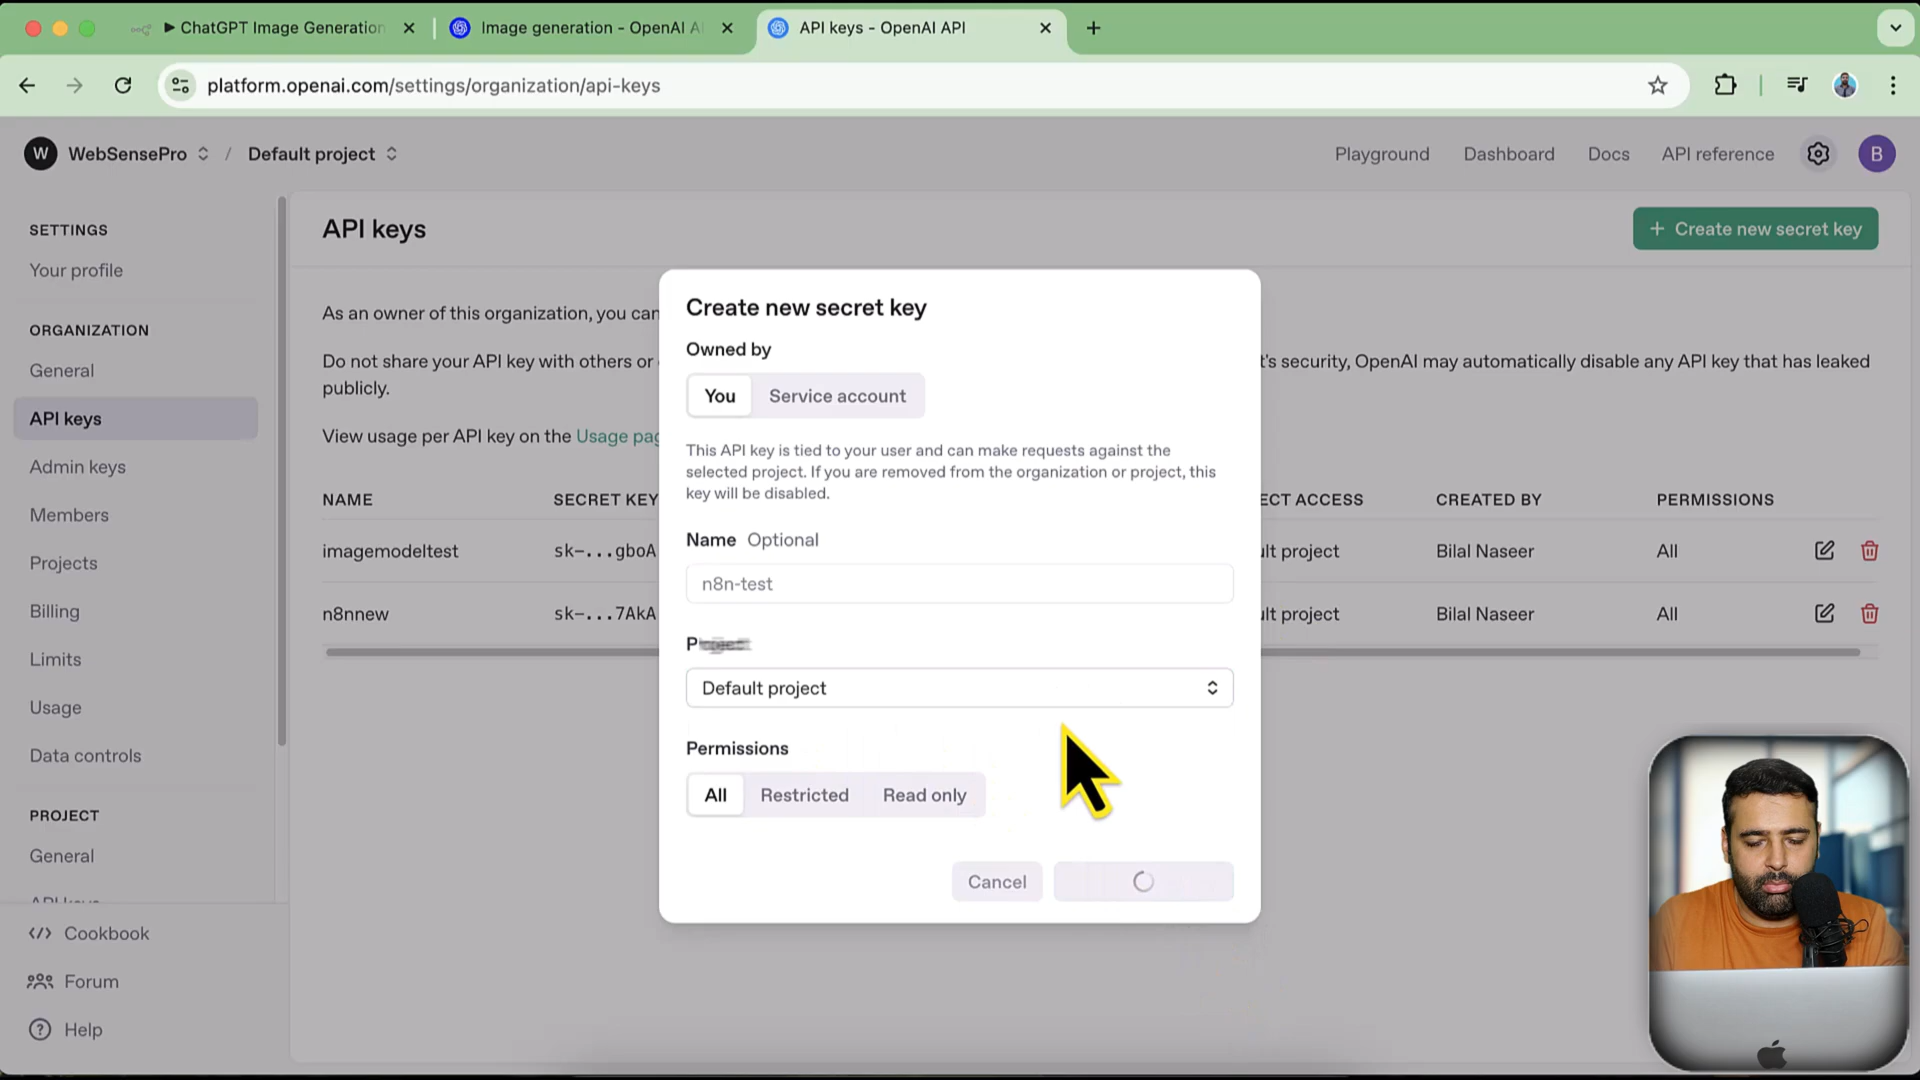 ChatGPT Image Generation
Image generation - OpenAI A
API keys - OpenAI API
platform.openai.com/settings/organization/api-keys
W WebSensePro / Default project
Playground Dashboard Docs API reference B
SETTINGS
Your profile
ORGANIZATION
General
API keys
Admin keys
Members
Projects
Billing
Limits
Usage
Data controls
PROJECT
General
API keys
Cookbook
Forum
Help
API keys
+ Create new secret key
As an owner of this organization, you can
Do not share your API key with others or 't's security, OpenAI may automatically disable any API key that has leaked
publicly.
View usage per API key on the Usage pag
NAME SECRET KEY ECT ACCESS CREATED BY PERMISSIONS
imagemodeltest sk-...gboA lt project Bilal Naseer All
n8nnew sk-...7AkA lt project Bilal Naseer All
Create new secret key
Owned by
You Service account
This API key is tied to your user and can make requests against the
selected project. If you are removed from the organization or project, this
key will be disabled.
Name Optional
n8n-test
Project
Default project
Permissions
All Restricted Read only
Cancel